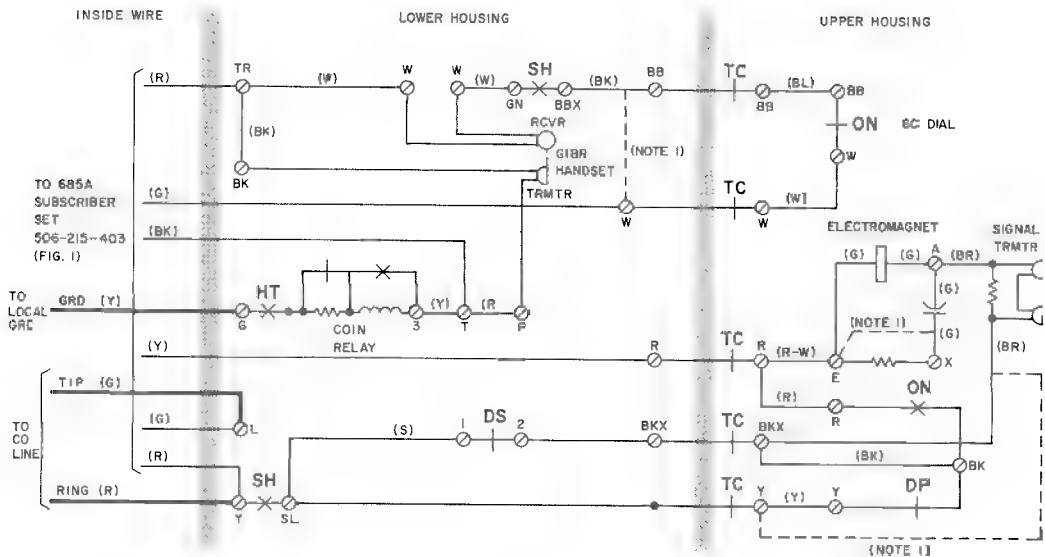 INSIDE WIRE
LOWER HOUSING
UPPER HOUSING
(R)
TR
(W)
W
W
(W)
GN
SH
BBX
(BK)
BB
TC
BB
(BL)
BB
ON
BC DIAL
W
(BK)
BK
RCVR
G1BR
HANDSET
TRMTR
(NOTE 1)
TO 685A
SUBSCRIBER
SET
506-215-403
(FIG. 1)
(G)
W
TC
W
(W)
(BK)
ELECTROMAGNET
SIGNAL
TRMTR
(G)
(G)
A
(BR)
(G)
(G)
(NOTE 1)
(BR)
TO
LOCAL
GRD
GRD (Y)
G
HT
COIN
RELAY
3
(Y)
T
(R
(Y)
R
TC
R
(R-W)
E
X
(R)
R
ON
TO
CO
LINE
TIP (G)
(G)
L
(S)
1
DS
2
BKX
TC
BKX
(BK)
BK
(R)
RING (R)
Y
SH
SL
TC
Y
(Y)
Y
DP
(NOTE 1)